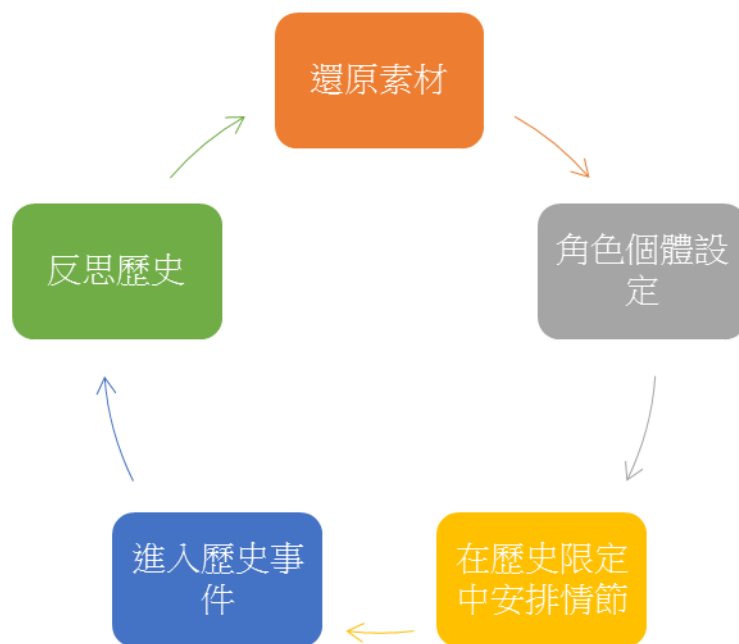 還原素材
角色個體設
定
在歷史限定
中安排情節
進入歷史事
件
反思歷史